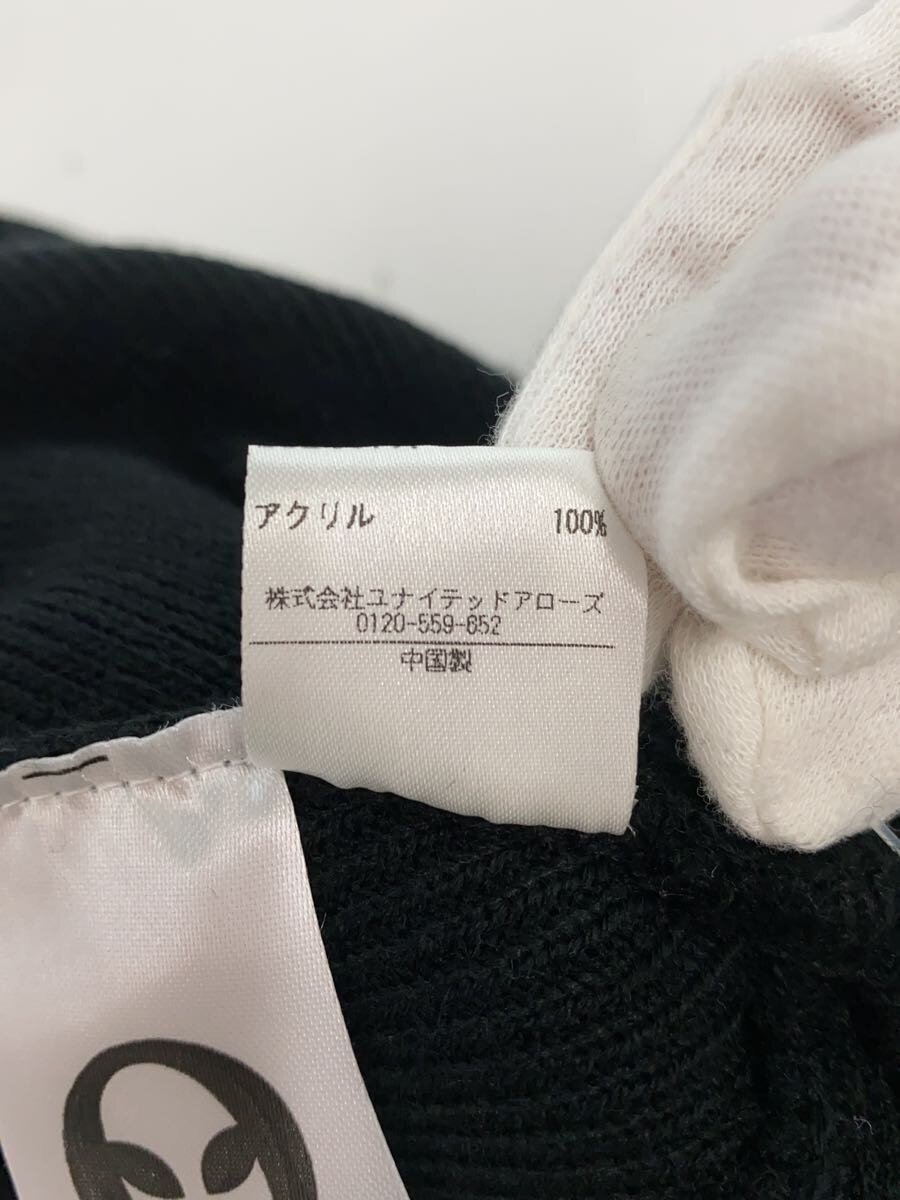 アクリル 100%
株式会社ユナイテッドアローズ
0120-559-652
中国製